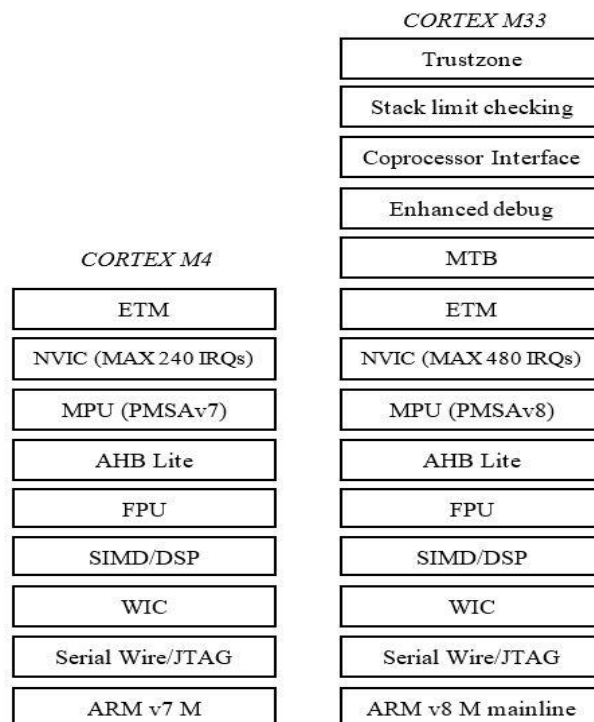 CORTEX M33
Trustzone
Stack limit checking
Coprocessor Interface
Enhanced debug
MTB
ETM
NVIC (MAX 480 IRQs)
MPU (PMSAv8)
AHB Lite
FPU
SIMD/DSP
WIC
Serial Wire/JTAG
ARM v8 M mainline
CORTEX M4
ETM
NVIC (MAX 240 IRQs)
MPU (PMSAv7)
AHB Lite
FPU
SIMD/DSP
WIC
Serial Wire/JTAG
ARM v7 M